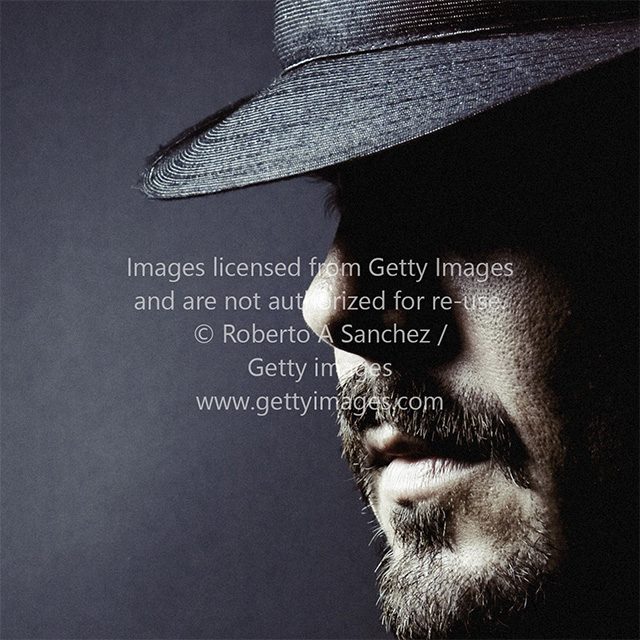 Images licensed from Getty Images
and are not authorized for re-use.
© Roberto A Sanchez /
Getty images
www.gettyimages.com